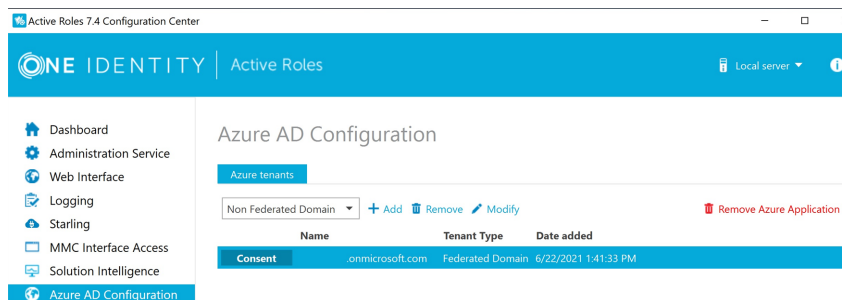 Active Roles 7.4 Configuration Center
ONE IDENTITY Active Roles
Local server
Dashboard
Administration Service
Web Interface
Logging
Starling
MMC Interface Access
Solution Intelligence
Azure AD Configuration
Azure AD Configuration
Azure tenants
Non Federated Domain + Add Remove Modify Remove Azure Application
Name Tenant Type Date added
Consent .onmicrosoft.com Federated Domain 6/22/2021 1:41:33 PM